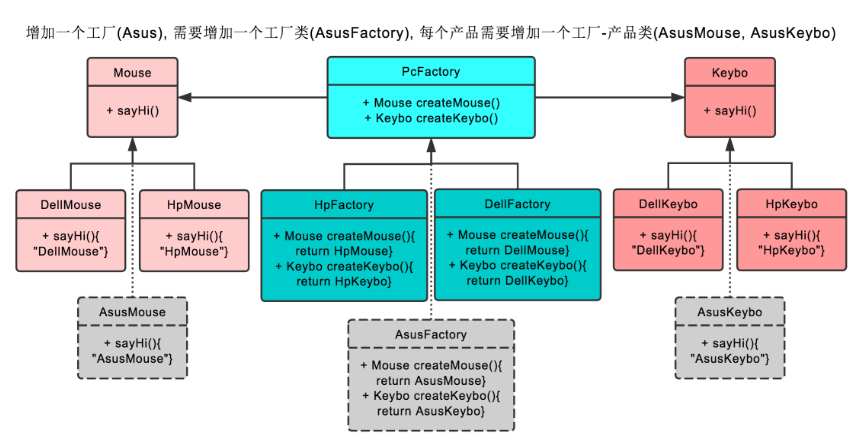 增加一个工厂(Asus), 需要增加一个工厂类(AsusFactory), 每个产品需要增加一个工厂-产品类(AsusMouse, AsusKeybo)
Mouse
+ sayHi()
PcFactory
+ Mouse createMouse()
+ Keybo createKeybo()
Keybo
+ sayHi()
DellMouse
+ sayHi(){
"DellMouse"}
HpMouse
+ sayHi(){
"HpMouse"}
HpFactory
+ Mouse createMouse(){
return HpMouse}
+ Keybo createKeybo(){
return HpKeybo}
DellFactory
+ Mouse createMouse(){
return DellMouse}
+ Keybo createKeybo(){
return DellKeybo}
DellKeybo
+ sayHi(){
"DellKeybo"}
HpKeybo
+ sayHi(){
"HpKeybo"}
AsusMouse
+ sayHi(){
"AsusMouse"}
AsusFactory
+ Mouse createMouse(){
return AsusMouse}
+ Keybo createKeybo(){
return AsusKeybo}
AsusKeybo
+ sayHi(){
"AsusKeybo"}